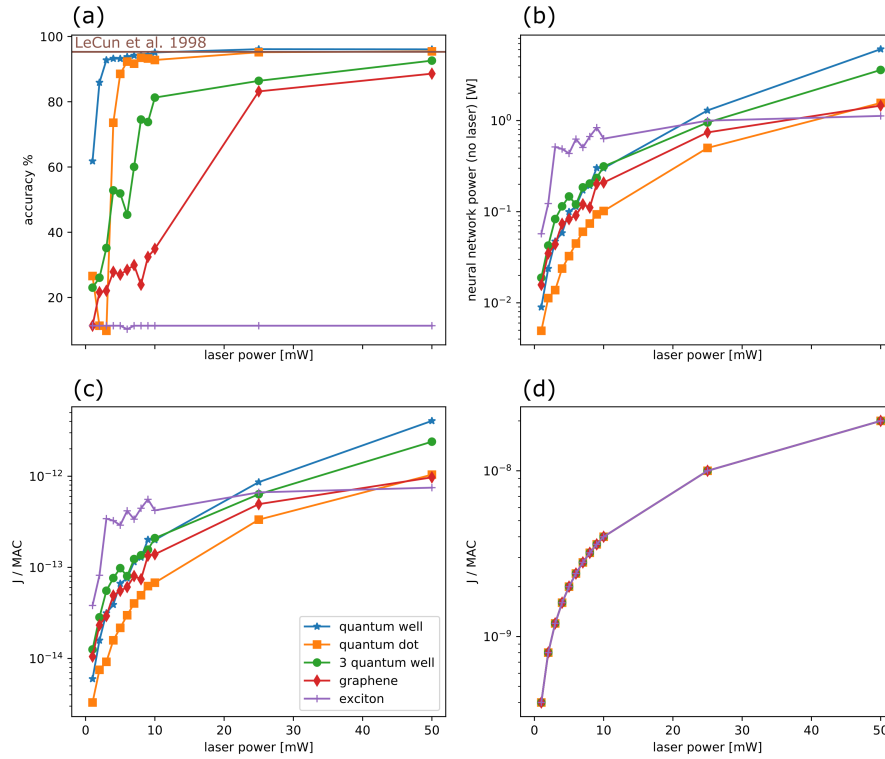 (a)
LeCun et al. 1998
accuracy %
100
80
60
40
20
laser power [mW]
(b)
neural network power (no laser) [W]
10⁰
10⁻¹
10⁻²
laser power [mW]
(c)
J / MAC
10⁻¹²
10⁻¹³
10⁻¹⁴
quantum well
quantum dot
3 quantum well
graphene
exciton
0 10 20 30 40 50
laser power [mW]
(d)
J / MAC
10⁻⁸
10⁻⁹
0 10 20 30 40 50
laser power [mW]